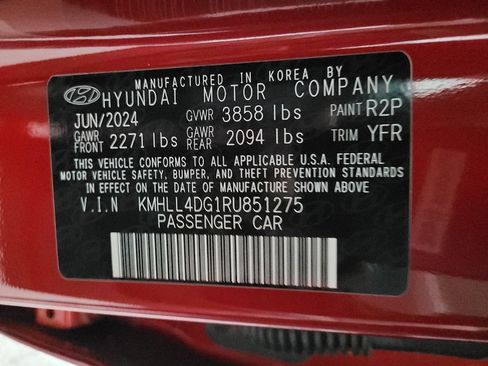 MANUFACTURED IN KOREA BY
HYUNDAI MOTOR COMPANY
JUN/2024 GVWR 3858 lbs PAINT R2P
GAWR FRONT 2271 lbs GAWR REAR 2094 lbs TRIM YFR
THIS VEHICLE CONFORMS TO ALL APPLICABLE U.S.A. FEDERAL
MOTOR VEHICLE SAFETY, BUMPER, AND THEFT PREVENTION STANDARDS
IN EFFECT ON THE DATE OF MANUFACTURE SHOWN ABOVE.
V.I.N KMHLL4DG1RU851275
PASSENGER CAR